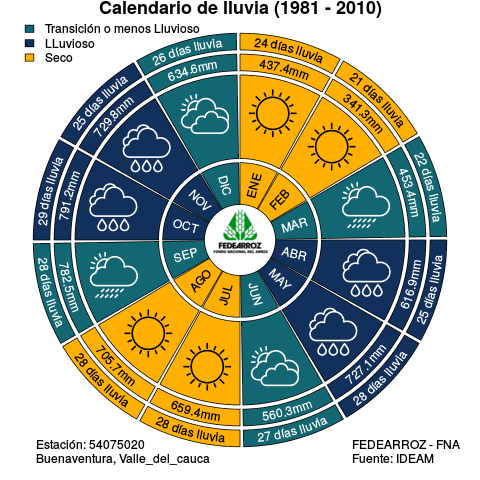 Calendario de lluvia (1981 - 2010)
Transición o menos Lluvioso
LLuvioso
Seco
24 días lluvia
437.4mm
ENE
21 días lluvia
341.3mm
FEB
22 días lluvia
453.4mm
MAR
25 días lluvia
616.9mm
ABR
28 días lluvia
727.1mm
MAY
27 días lluvia
560.3mm
JUN
28 días lluvia
659.4mm
JUL
28 días lluvia
705.7mm
AGO
28 días lluvia
782.5mm
SEP
29 días lluvia
791.2mm
OCT
25 días lluvia
729.8mm
NOV
26 días lluvia
634.6mm
DIC
FEDEARROZ
FONDO NACIONAL DEL ARROZ
Estación: 54075020
Buenaventura, Valle_del_cauca
FEDEARROZ - FNA
Fuente: IDEAM